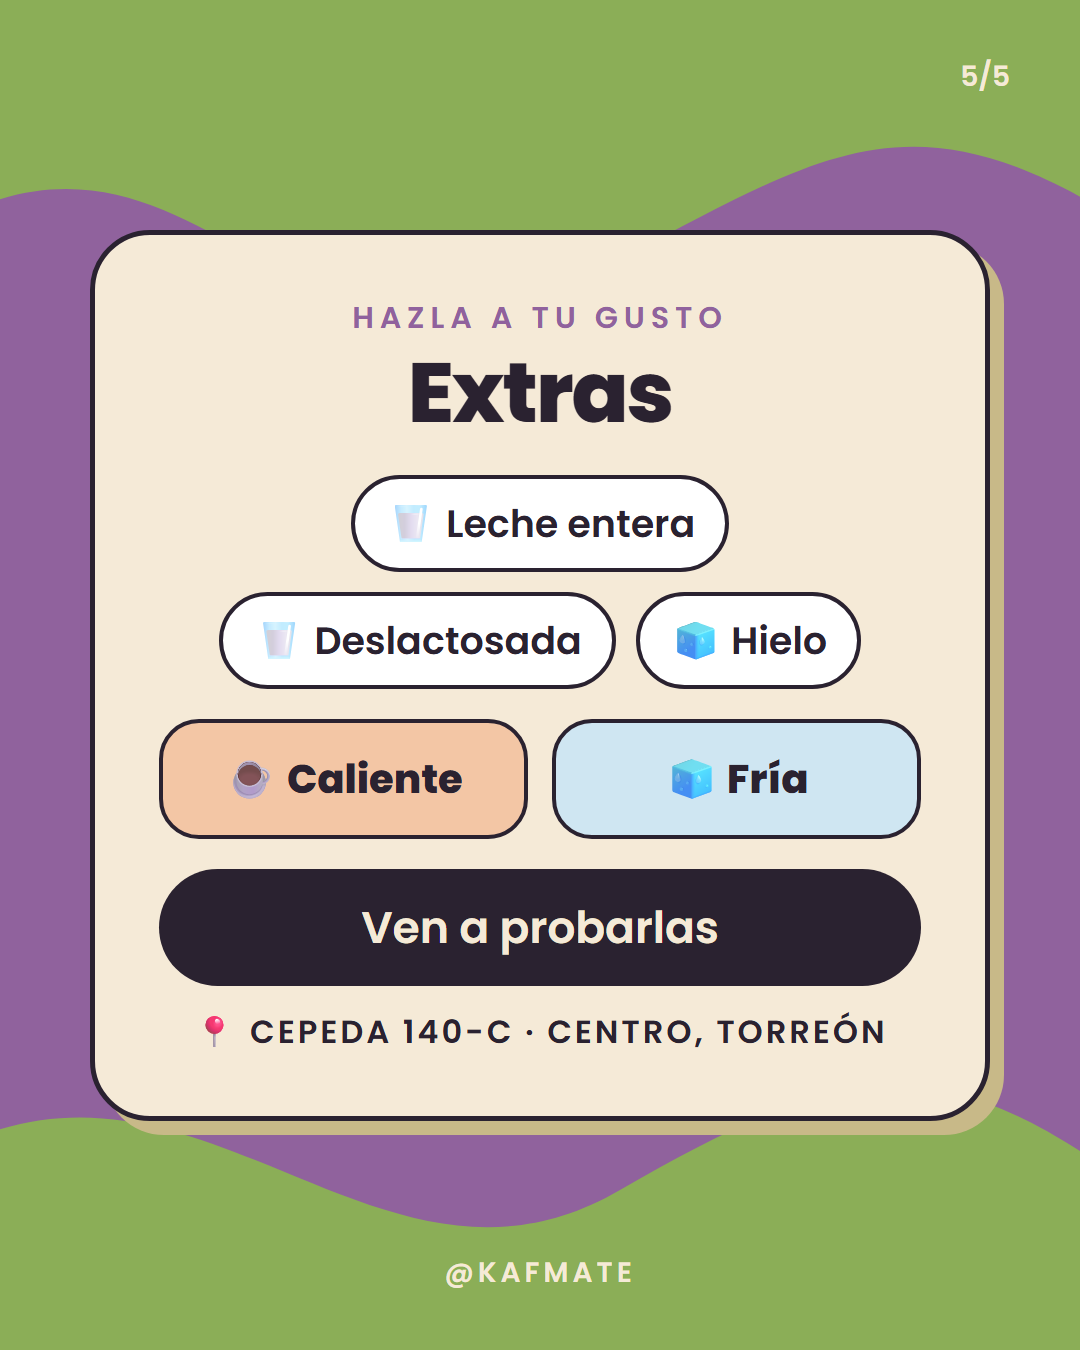 5/5
HAZLA A TU GUSTO
Extras
Leche entera
Deslactosada
Hielo
Caliente
Fría
Ven a probarlas
CEPEDA 140-C · CENTRO, TORREÓN
@KAFMATE